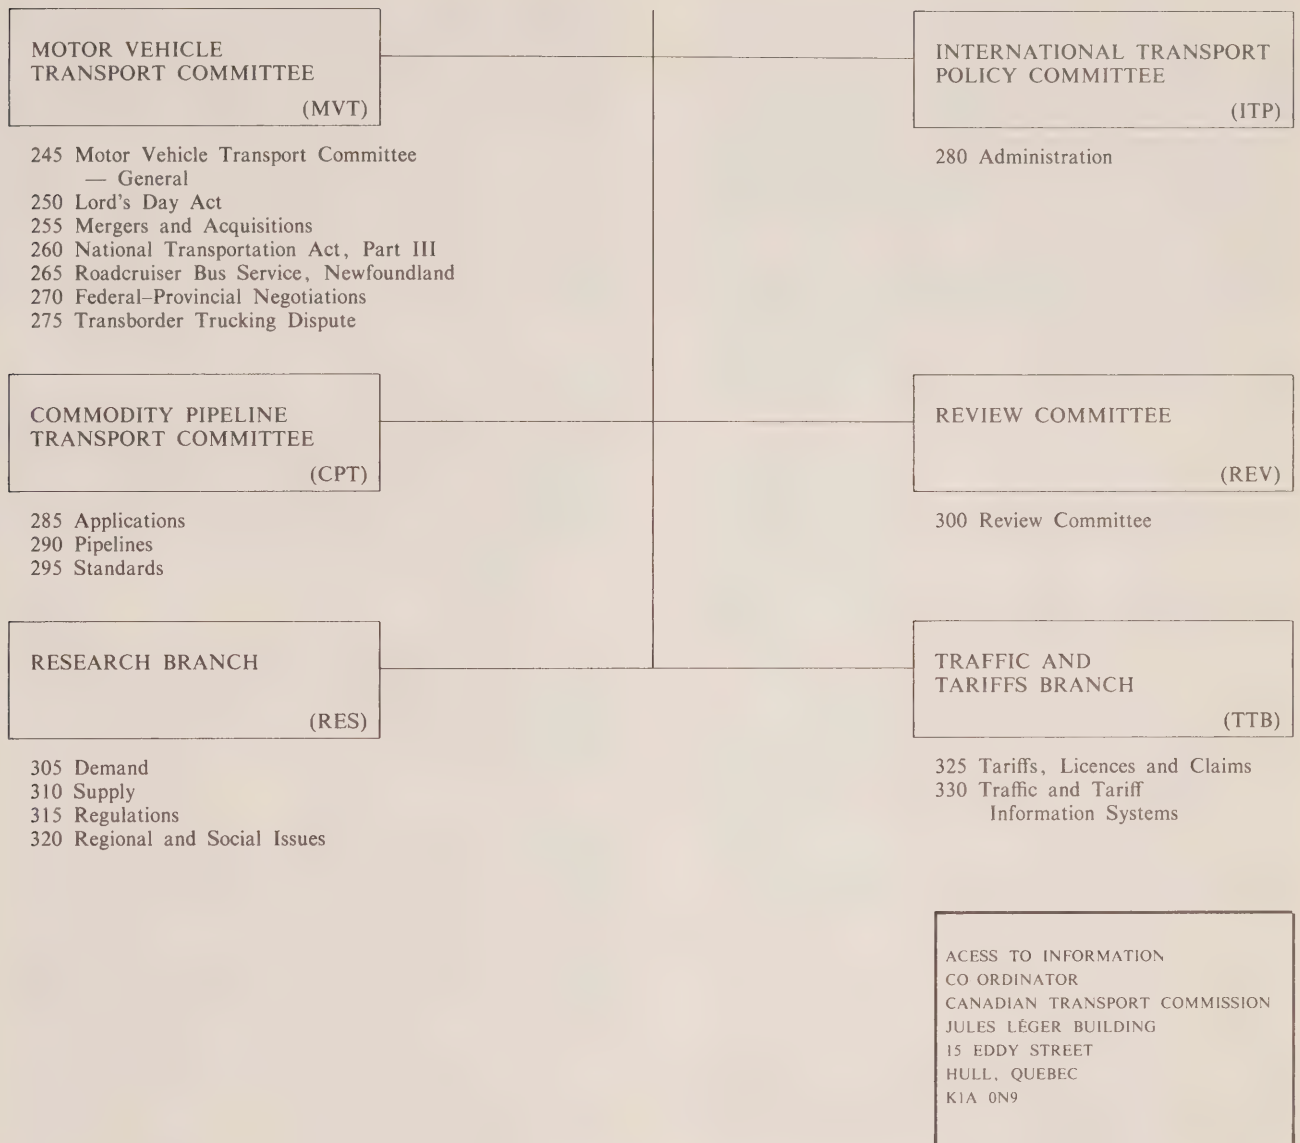 MOTOR VEHICLE
TRANSPORT COMMITTEE
(MVT)
245 Motor Vehicle Transport Committee
— General
250 Lord's Day Act
255 Mergers and Acquisitions
260 National Transportation Act, Part III
265 Roadcruiser Bus Service, Newfoundland
270 Federal–Provincial Negotiations
275 Transborder Trucking Dispute
INTERNATIONAL TRANSPORT
POLICY COMMITTEE
(ITP)
280 Administration
COMMODITY PIPELINE
TRANSPORT COMMITTEE
(CPT)
285 Applications
290 Pipelines
295 Standards
REVIEW COMMITTEE
(REV)
300 Review Committee
RESEARCH BRANCH
(RES)
305 Demand
310 Supply
315 Regulations
320 Regional and Social Issues
TRAFFIC AND
TARIFFS BRANCH
(TTB)
325 Tariffs, Licences and Claims
330 Traffic and Tariff
Information Systems
ACESS TO INFORMATION
CO ORDINATOR
CANADIAN TRANSPORT COMMISSION
JULES LÉGER BUILDING
15 EDDY STREET
HULL, QUEBEC
K1A 0N9